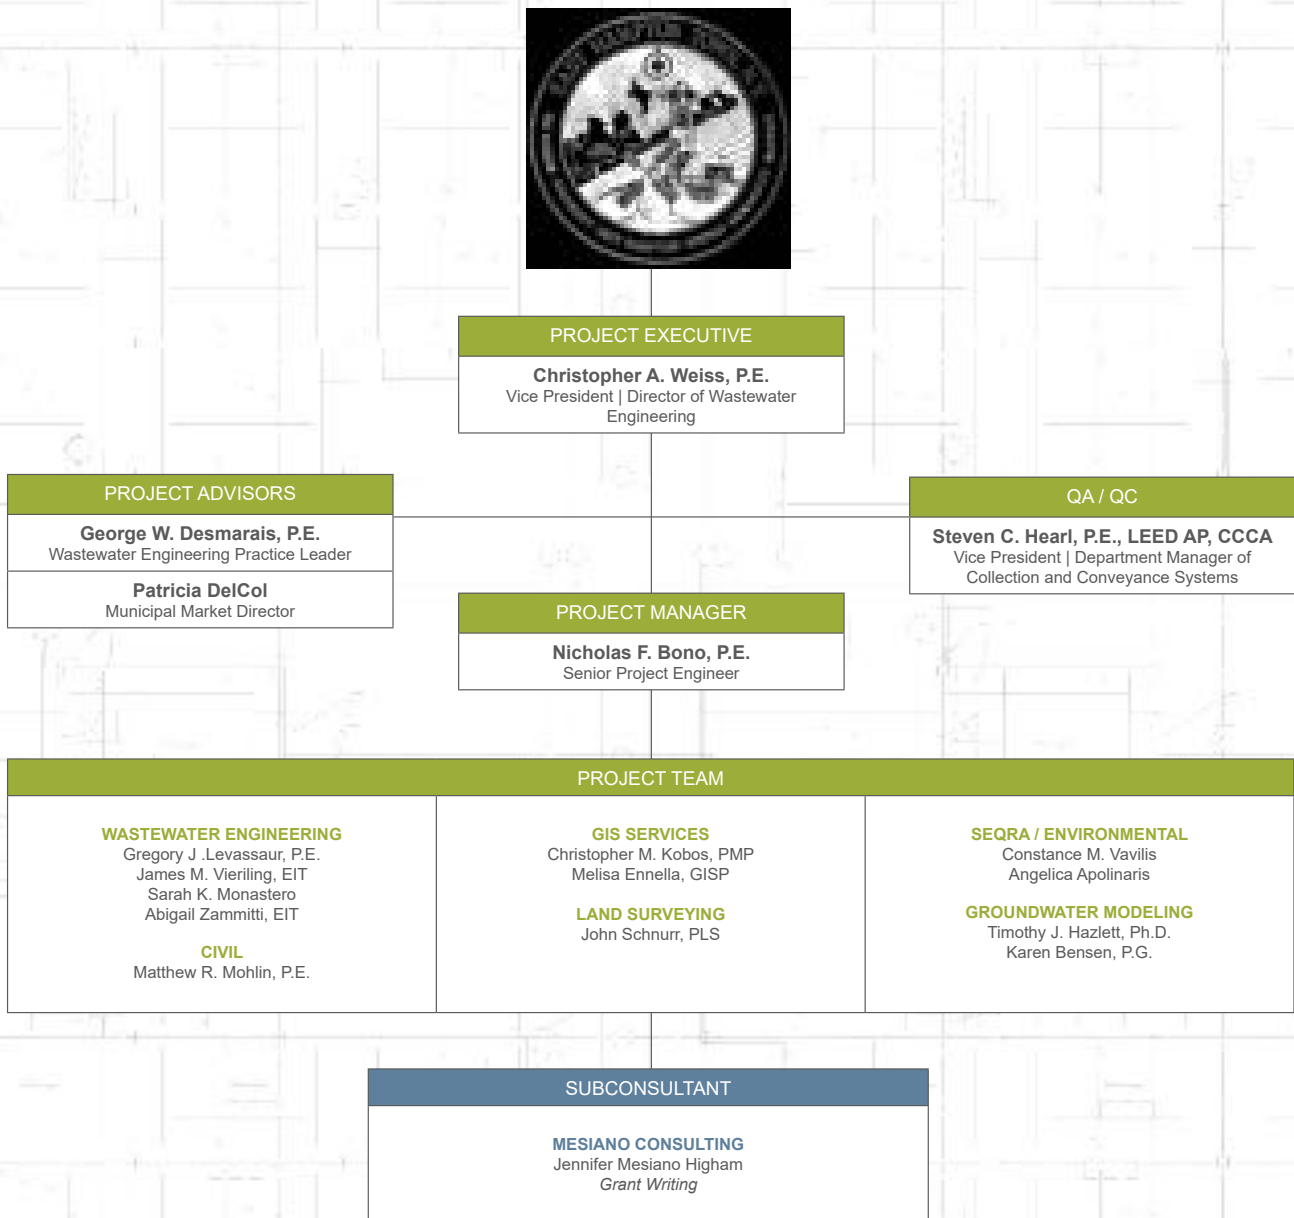 EAST HAMPTON TOWN
PROJECT EXECUTIVE
Christopher A. Weiss, P.E.
Vice President | Director of Wastewater
Engineering
PROJECT ADVISORS
George W. Desmarais, P.E.
Wastewater Engineering Practice Leader
Patricia DelCol
Municipal Market Director
QA / QC
Steven C. Hearl, P.E., LEED AP, CCCA
Vice President | Department Manager of
Collection and Conveyance Systems
PROJECT MANAGER
Nicholas F. Bono, P.E.
Senior Project Engineer
PROJECT TEAM
WASTEWATER ENGINEERING
Gregory J .Levassaur, P.E.
James M. Vieriling, EIT
Sarah K. Monastero
Abigail Zammitti, EIT
CIVIL
Matthew R. Mohlin, P.E.
GIS SERVICES
Christopher M. Kobos, PMP
Melisa Ennella, GISP
LAND SURVEYING
John Schnurr, PLS
SEQRA / ENVIRONMENTAL
Constance M. Vavilis
Angelica Apolinaris
GROUNDWATER MODELING
Timothy J. Hazlett, Ph.D.
Karen Bensen, P.G.
SUBCONSULTANT
MESIANO CONSULTING
Jennifer Mesiano Higham
Grant Writing